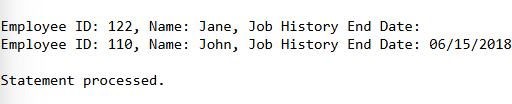 Employee ID: 122, Name: Jane, Job History End Date:
Employee ID: 110, Name: John, Job History End Date: 06/15/2018
Statement processed.